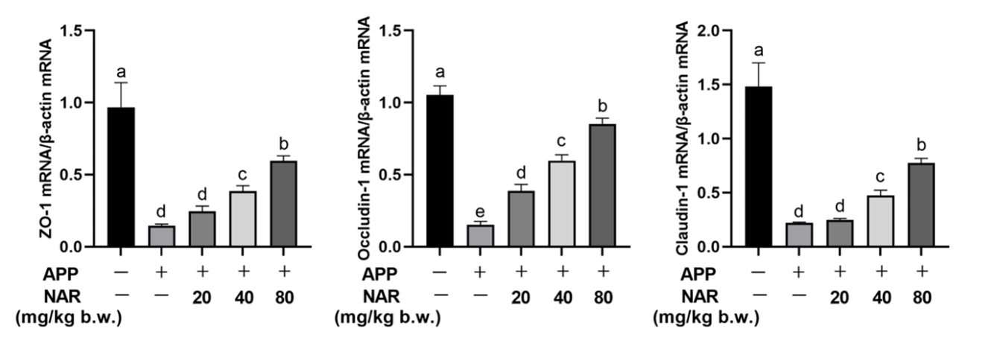 ZO-1 mRNA/β-actin mRNA
1.5
1.0
0.5
0.0
a
d
d
c
b
APP − + + + +
NAR − − 20 40 80
(mg/kg b.w.)
Occludin-1 mRNA/β-actin mRNA
1.5
1.0
0.5
0.0
a
e
d
c
b
APP − + + + +
NAR − − 20 40 80
(mg/kg b.w.)
Claudin-1 mRNA/β-actin mRNA
2.0
1.5
1.0
0.5
0.0
a
d
d
c
b
APP − + + + +
NAR − − 20 40 80
(mg/kg b.w.)